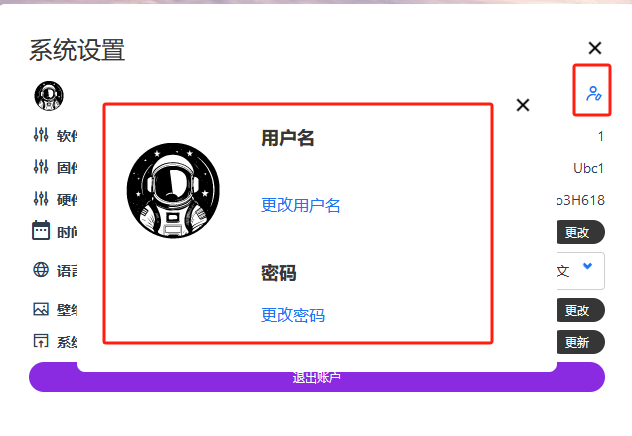 系统设置
用户名
软件
1
固件
Ubc1
更改用户名
硬件
3H618
时间
更改
密码
语言
文
更改密码
壁纸
更改
系统
更新
退出账户